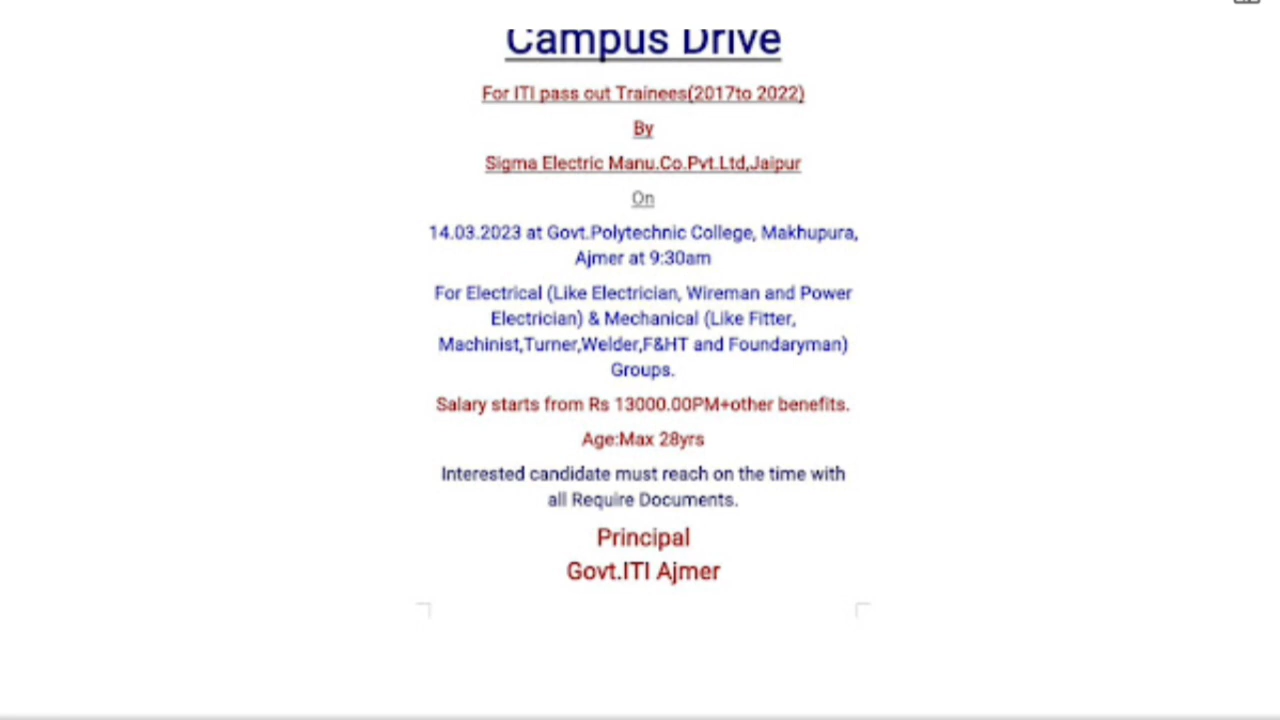 Campus Drive
For ITI pass out Trainees(2017to 2022)
By
Sigma Electric Manu.Co.Pvt.Ltd,Jaipur
On
14.03.2023 at Govt.Polytechnic College, Makhupura,
Ajmer at 9:30am
For Electrical (Like Electrician, Wireman and Power
Electrician) & Mechanical (Like Fitter,
Machinist,Turner,Welder,F&HT and Foundaryman)
Groups.
Salary starts from Rs 13000.00PM+other benefits.
Age:Max 28yrs
Interested candidate must reach on the time with
all Require Documents.
Principal
Govt.ITI Ajmer